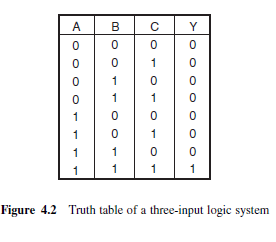 A B C Y
0 0 0 0
0 0 1 0
0 1 0 0
0 1 1 0
1 0 0 0
1 0 1 0
1 1 0 0
1 1 1 1
Figure 4.2 Truth table of a three-input logic system